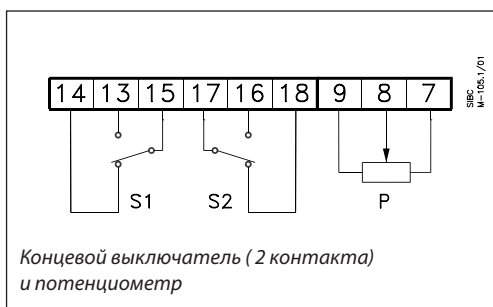 14 13 15 17 16 18 9 8 7
SIBC
M-105.1/01
S1 S2 P
Концевой выключатель ( 2 контакта)
и потенциометр